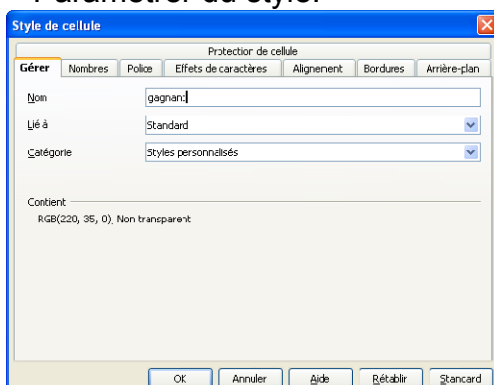 Paramétrer du style.
Style de cellule
Protection de cellule
Gérer Nombres Police Effets de caractères Alignement Bordures Arrière-plan
Nom gagnant
Lié à Standard
Catégorie Styles personnalisés
Contient
RGB(220, 35, 0), Non transparent
OK Annuler Aide Rétablir Standard